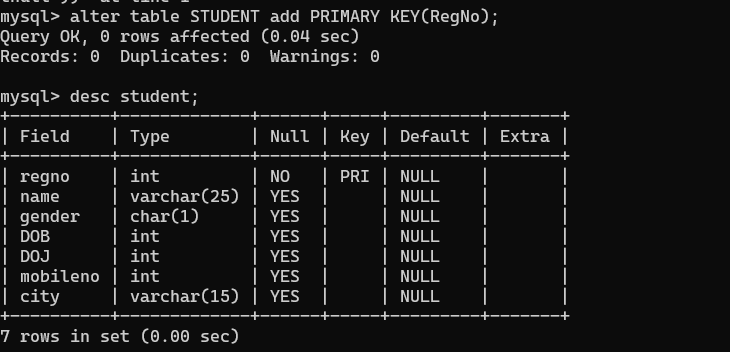 mysql> alter table STUDENT add PRIMARY KEY(RegNo);
Query OK, 0 rows affected (0.04 sec)
Records: 0  Duplicates: 0  Warnings: 0

mysql> desc student;
+----------+-------------+------+-----+---------+-------+
| Field    | Type        | Null | Key | Default | Extra |
+----------+-------------+------+-----+---------+-------+
| regno    | int         | NO   | PRI | NULL    |       |
| name     | varchar(25) | YES  |     | NULL    |       |
| gender   | char(1)     | YES  |     | NULL    |       |
| DOB      | int         | YES  |     | NULL    |       |
| DOJ      | int         | YES  |     | NULL    |       |
| mobileno | int         | YES  |     | NULL    |       |
| city     | varchar(15) | YES  |     | NULL    |       |
+----------+-------------+------+-----+---------+-------+
7 rows in set (0.00 sec)